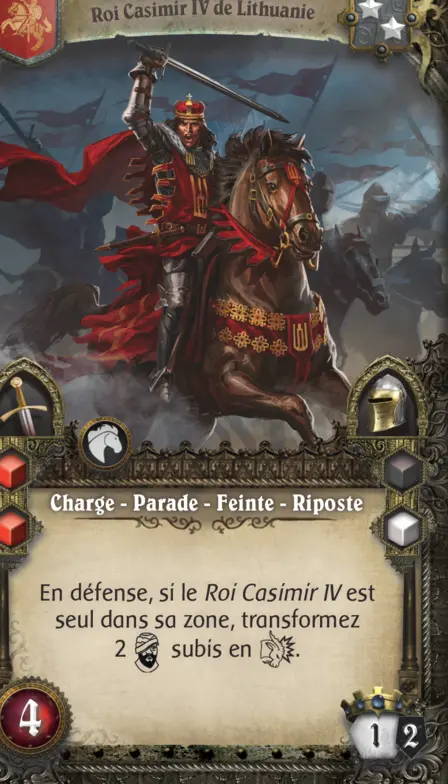 Roi Casimir IV de Lithuanie
Charge - Parade - Feinte - Riposte
En défense, si le Roi Casimir IV est
seul dans sa zone, transformez
2 subis en .
4
1 2